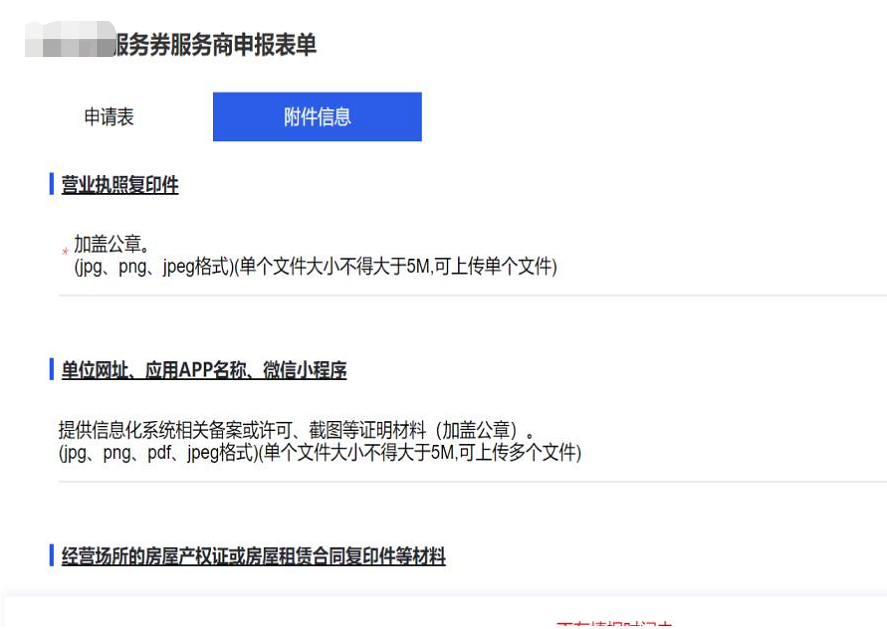 服务券服务商申报表单
申请表
附件信息
营业执照复印件
* 加盖公章。
(jpg、png、jpeg格式)(单个文件大小不得大于5M,可上传单个文件)
单位网址、应用APP名称、微信小程序
提供信息化系统相关备案或许可、截图等证明材料（加盖公章）。
(jpg、png、pdf、jpeg格式)(单个文件大小不得大于5M,可上传多个文件)
经营场所的房屋产权证或房屋租赁合同复印件等材料